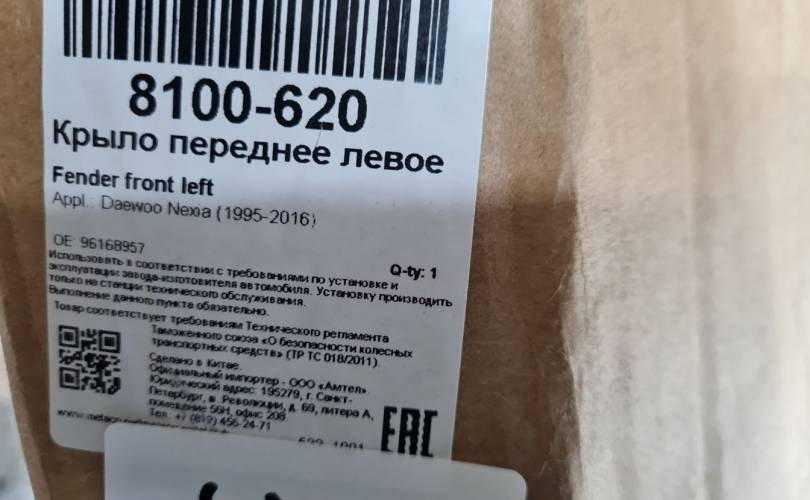 8100-620
Крыло переднее левое
Fender front left
Appl.: Daewoo Nexia (1995-2016)
OE: 96168957
Q-ty: 1
Использовать в соответствии с требованиями по установке и
эксплуатации завода-изготовителя автомобиля. Установку производить
только на станции технического обслуживания.
Выполнение данного пункта обязательно.
Товар соответствует требованиям Технического регламента
Таможенного союза «О безопасности колесных
транспортных средств» (ТР ТС 018/2011).
Сделано в Китае.
Официальный импортер - ООО «Амтел»
Юридический адрес: 195279, г. Санкт-
Петербург, ш. Революции, д. 69, литера А,
помещение 56Н, офис 208.
Тел.: +7 (812) 456-24-71
EAC